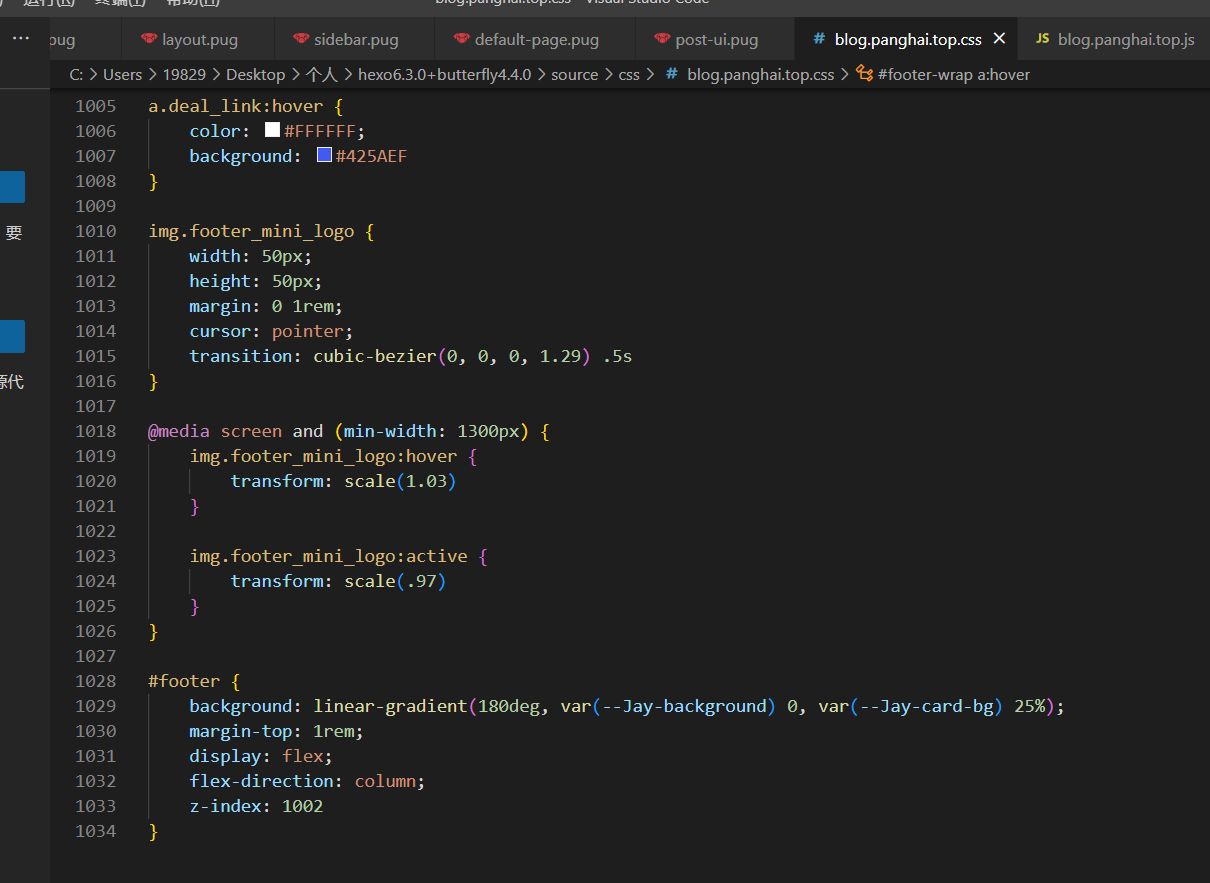 运行(R) 终端(T) 帮助(H) blog.panghai.top.css - Visual Studio Code
··· pug layout.pug sidebar.pug default-page.pug post-ui.pug # blog.panghai.top.css × JS blog.panghai.top.js
C: > Users > 19829 > Desktop > 个人 > hexo6.3.0+butterfly4.4.0 > source > css > # blog.panghai.top.css > #footer-wrap a:hover
要
源代
1005 a.deal_link:hover {
1006     color: #FFFFFF;
1007     background: #425AEF
1008 }
1009
1010 img.footer_mini_logo {
1011     width: 50px;
1012     height: 50px;
1013     margin: 0 1rem;
1014     cursor: pointer;
1015     transition: cubic-bezier(0, 0, 0, 1.29) .5s
1016 }
1017
1018 @media screen and (min-width: 1300px) {
1019     img.footer_mini_logo:hover {
1020         transform: scale(1.03)
1021     }
1022
1023     img.footer_mini_logo:active {
1024         transform: scale(.97)
1025     }
1026 }
1027
1028 #footer {
1029     background: linear-gradient(180deg, var(--Jay-background) 0, var(--Jay-card-bg) 25%);
1030     margin-top: 1rem;
1031     display: flex;
1032     flex-direction: column;
1033     z-index: 1002
1034 }